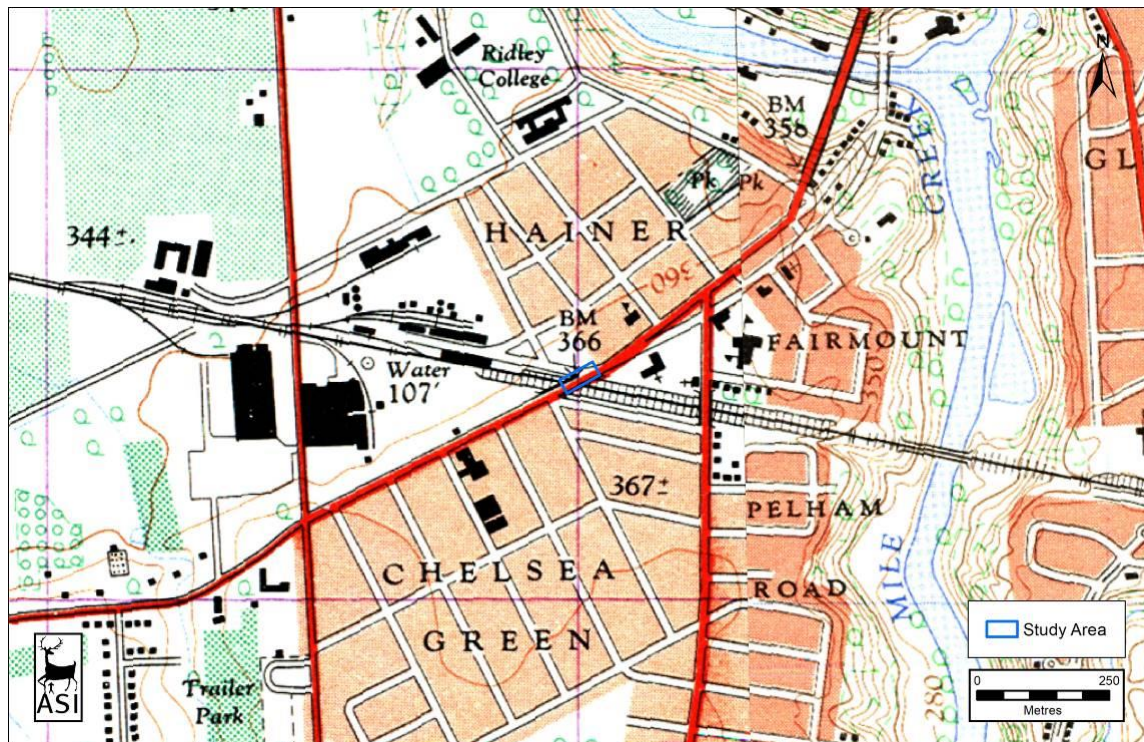 Ridley
College
BM
358
Pk
Pk
CREEK
GL
N
344±.
HAINER
360
BM
366
Water
107'
FAIRMOUNT
350
367±
PELHAM
ROAD
CHELSEA
GREEN
MILE
280
Trailer
Park
ASI
Study Area
0
250
Metres